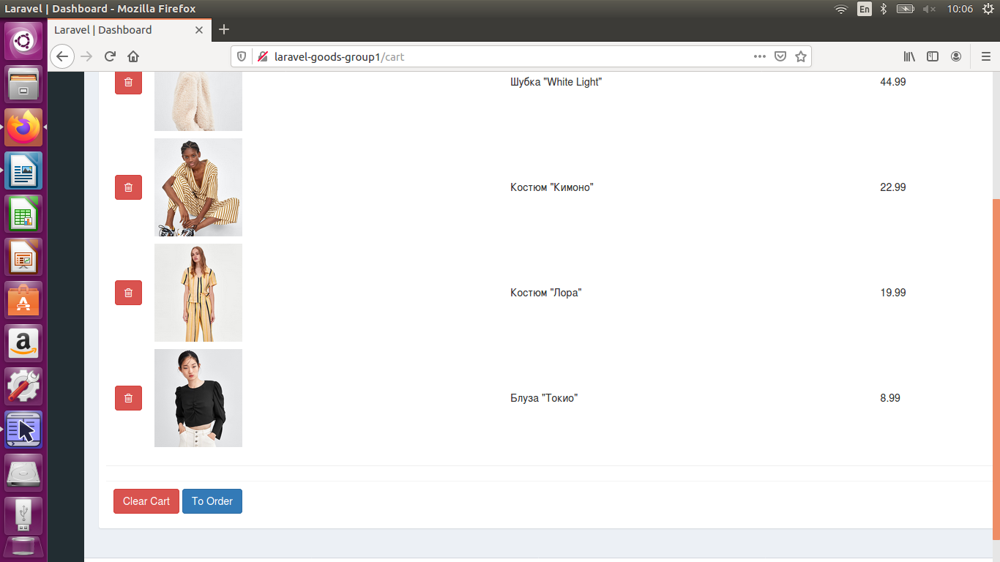 Laravel | Dashboard - Mozilla Firefox
En
10:06
Laravel | Dashboard
laravel-goods-group1/cart
Шубка "White Light" 44.99
Костюм "Кимоно" 22.99
Костюм "Лора" 19.99
Блуза "Токио" 8.99
Clear Cart To Order